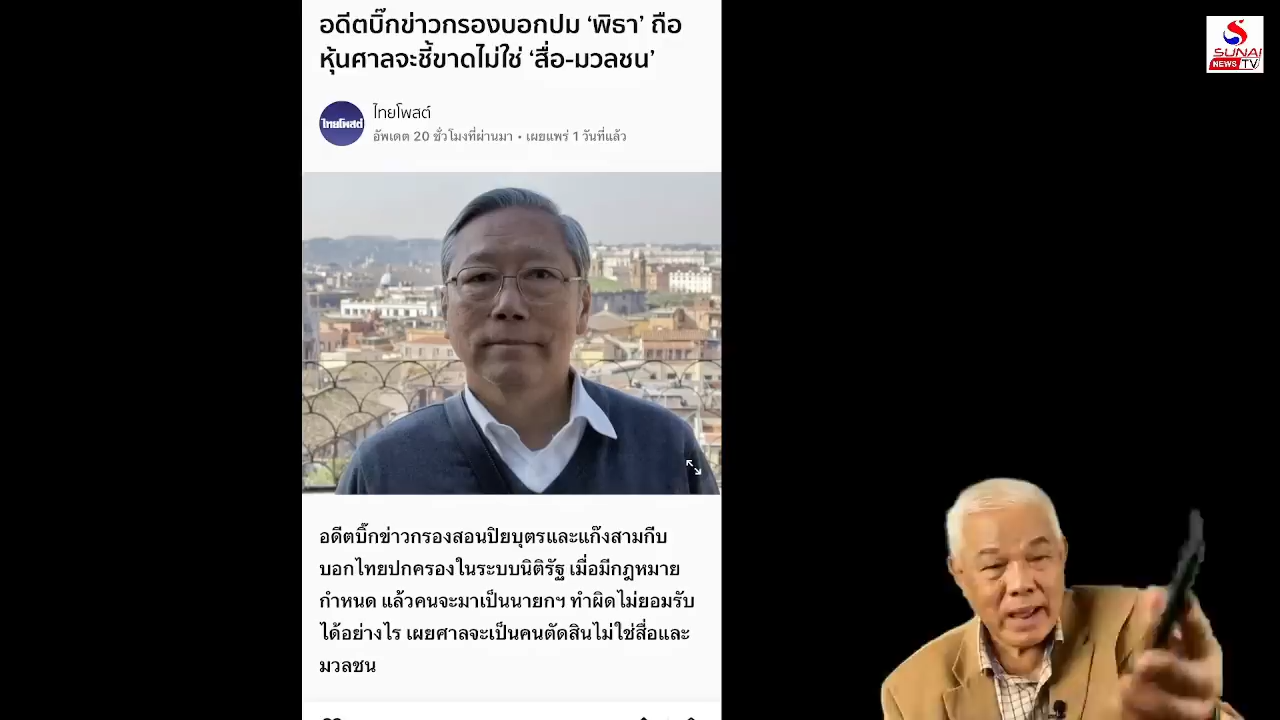 อดีตบิ๊กข่าวกรองบอกปม ‘พิธา’ ถือ
หุ้นศาลจะชี้ขาดไม่ใช่ ‘สื่อ-มวลชน’
SUNAI
NEWS TV
ไทยโพสต์
ไทยโพสต์
อัพเดต 20 ชั่วโมงที่ผ่านมา • เผยแพร่ 1 วันที่แล้ว
อดีตบิ๊กข่าวกรองสอนปิยบุตรและแก๊งสามกีบ
บอกไทยปกครองในระบบนิติรัฐ เมื่อมีกฎหมาย
กำหนด แล้วคนจะมาเป็นนายกฯ ทำผิดไม่ยอมรับ
ได้อย่างไร เผยศาลจะเป็นคนตัดสินไม่ใช่สื่อและ
มวลชน